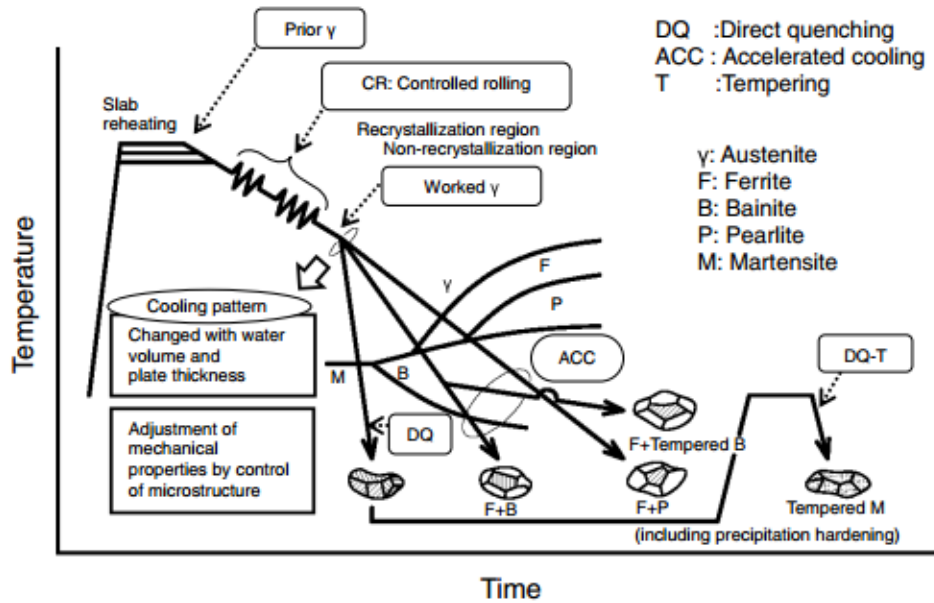 Prior γ
DQ :Direct quenching
ACC : Accelerated cooling
T :Tempering
CR: Controlled rolling
Slab
reheating
Recrystallization region
Non-recrystallization region
Worked γ
γ: Austenite
F: Ferrite
B: Bainite
P: Pearlite
M: Martensite
Temperature
Cooling pattern
Changed with water
volume and
plate thickness
Adjustment of
mechanical
properties by control
of microstructure
γ
F
P
M
B
ACC
DQ-T
DQ
F+Tempered B
F+B
F+P
Tempered M
(including precipitation hardening)
Time